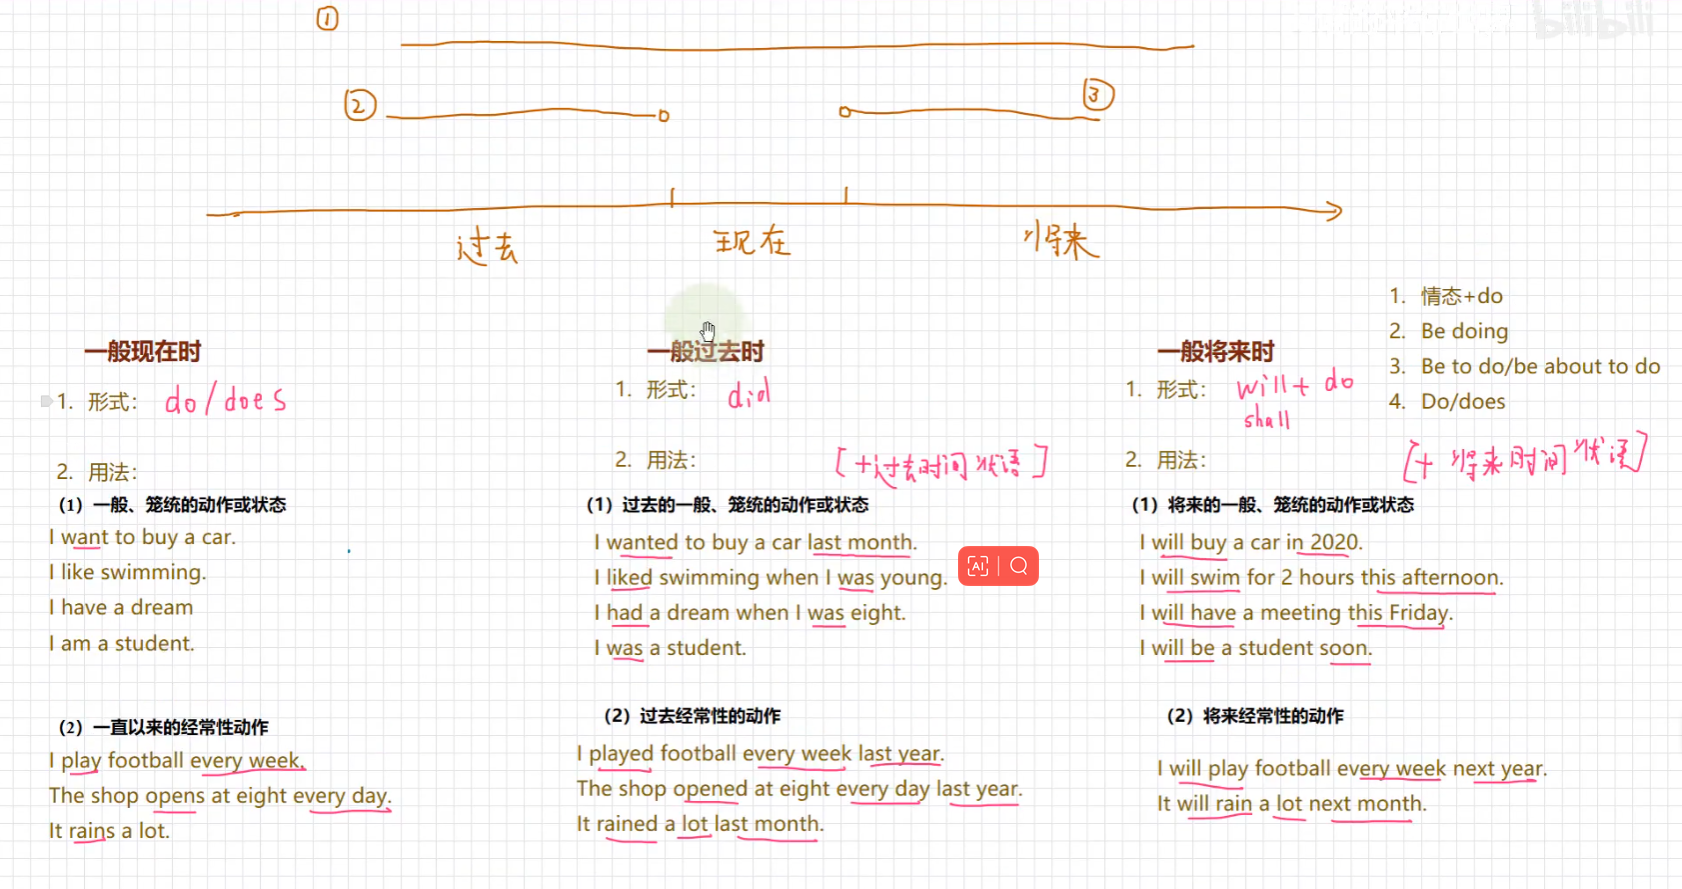 bilibili
①
② ③
过去 现在 将来
1. 情态+do
2. Be doing
3. Be to do/be about to do
4. Do/does
一般现在时
1. 形式： do/does
2. 用法：
（1）一般、笼统的动作或状态
I want to buy a car.
I like swimming.
I have a dream
I am a student.
（2）一直以来的经常性动作
I play football every week.
The shop opens at eight every day.
It rains a lot.
一般过去时
1. 形式： did
2. 用法： [+过去时间状语]
（1）过去的一般、笼统的动作或状态
I wanted to buy a car last month.
I liked swimming when I was young.
I had a dream when I was eight.
I was a student.
（2）过去经常性的动作
I played football every week last year.
The shop opened at eight every day last year.
It rained a lot last month.
AI
一般将来时
1. 形式： will + do
shall
2. 用法： [+ 将来时间状语]
（1）将来的一般、笼统的动作或状态
I will buy a car in 2020.
I will swim for 2 hours this afternoon.
I will have a meeting this Friday.
I will be a student soon.
（2）将来经常性的动作
I will play football every week next year.
It will rain a lot next month.